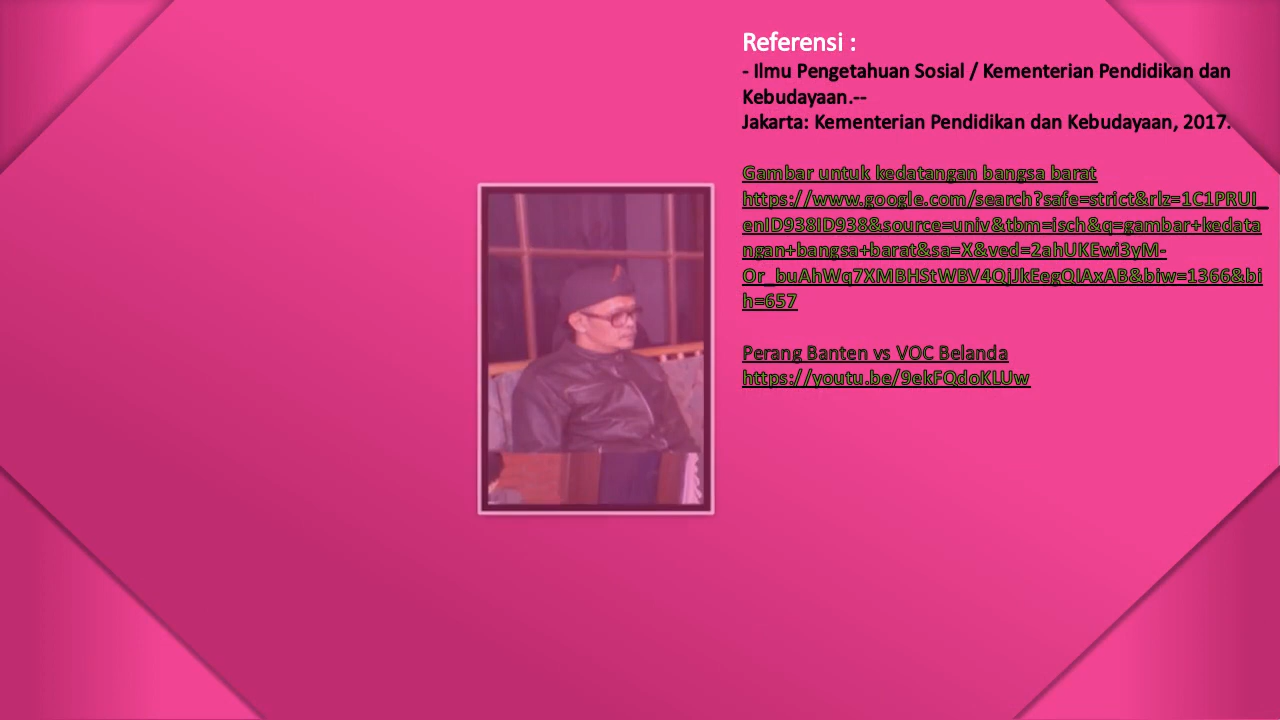 Referensi :
- Ilmu Pengetahuan Sosial / Kementerian Pendidikan dan
Kebudayaan.--
Jakarta: Kementerian Pendidikan dan Kebudayaan, 2017.
Gambar untuk kedatangan bangsa barat
https://www.google.com/search?safe=strict&rlz=1C1PRUI_
enID938ID938&source=univ&tbm=isch&q=gambar+kedata
ngan+bangsa+barat&sa=X&ved=2ahUKEwi3yM-
Or_buAhWq7XMBHStWBV4QjJkEegQIAxAB&biw=1366&bi
h=657
Perang Banten vs VOC Belanda
https://youtu.be/9ekFQdoKLUw